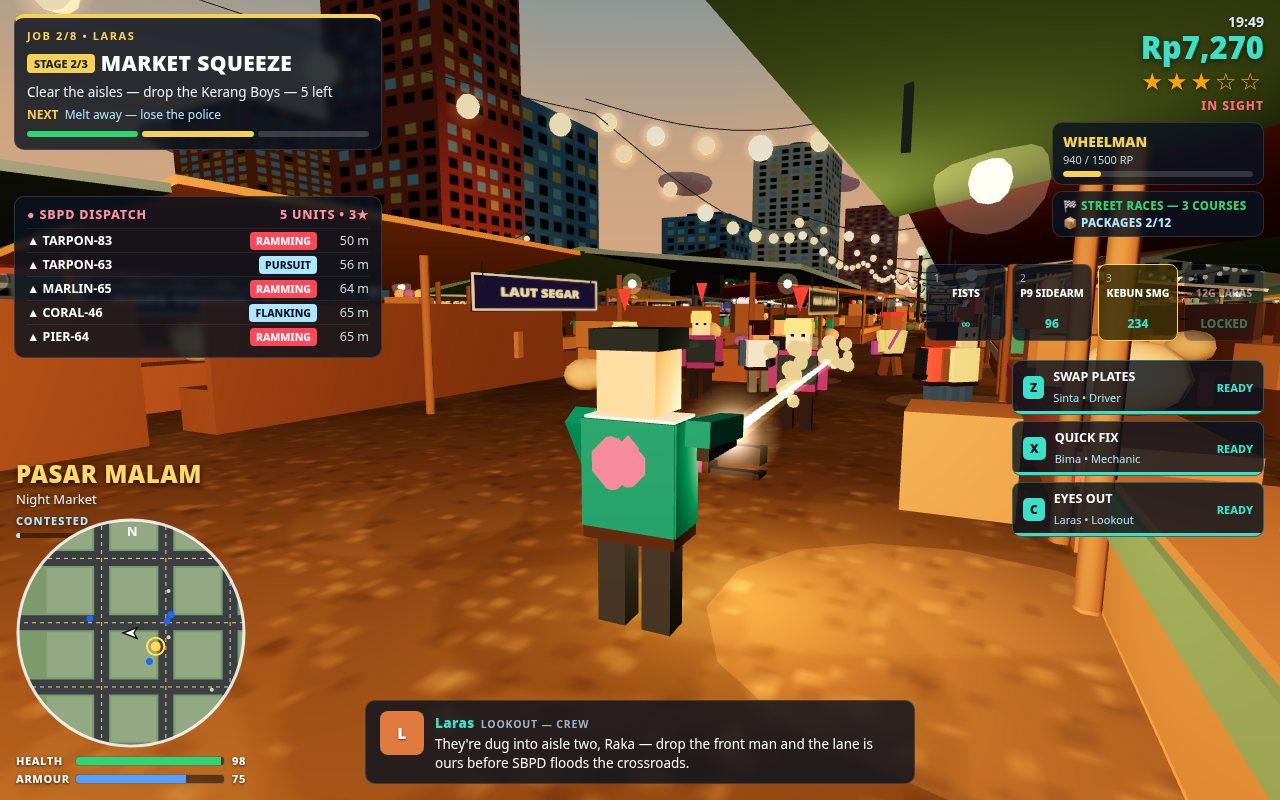 JOB 2/8 • LARAS
STAGE 2/3 MARKET SQUEEZE
Clear the aisles — drop the Kerang Boys — 5 left
NEXT Melt away — lose the police
● SBPD DISPATCH 5 UNITS • 3★
▲ TARPON-83 RAMMING 50 m
▲ TARPON-63 PURSUIT 56 m
▲ MARLIN-65 RAMMING 64 m
▲ CORAL-46 FLANKING 65 m
▲ PIER-64 RAMMING 65 m
19:49
Rp7,270
★★★☆☆
IN SIGHT
WHEELMAN
940 / 1500 RP
STREET RACES — 3 COURSES
PACKAGES 2/12
LAUT SEGAR
1 FISTS ∞
2 P9 SIDEARM 96
3 KEBUN SMG 234
12G LARAS LOCKED
Z SWAP PLATES READY
Sinta • Driver
X QUICK FIX READY
Bima • Mechanic
C EYES OUT READY
Laras • Lookout
PASAR MALAM
Night Market
CONTESTED
N
HEALTH 98
ARMOUR 75
L
Laras LOOKOUT — CREW
They're dug into aisle two, Raka — drop the front man and the lane is
ours before SBPD floods the crossroads.